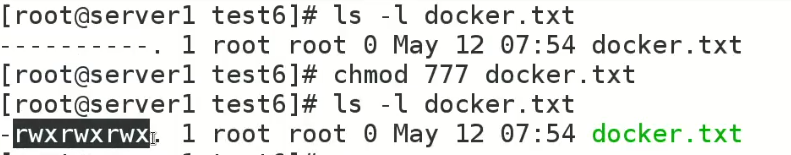 [root@server1 test6]# ls -l docker.txt
----------. 1 root root 0 May 12 07:54 docker.txt
[root@server1 test6]# chmod 777 docker.txt
[root@server1 test6]# ls -l docker.txt
-rwxrwxrwx. 1 root root 0 May 12 07:54 docker.txt